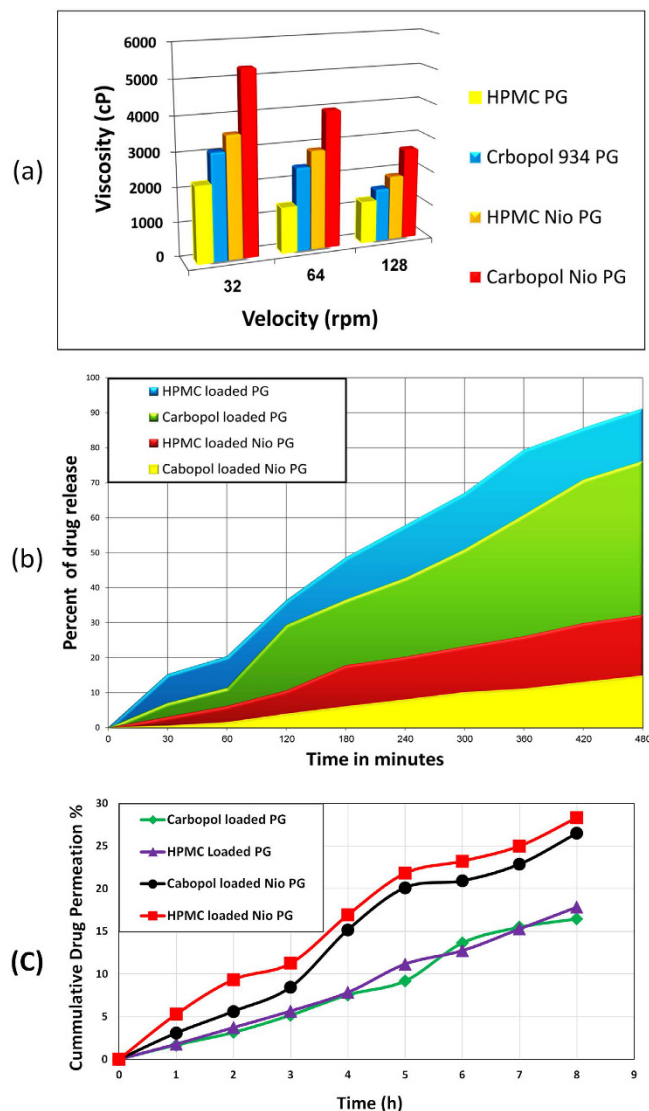 (a)
Viscosity (cP)
6000
5000
4000
3000
2000
1000
0
32
64
128
Velocity (rpm)
HPMC PG
Crbopol 934 PG
HPMC Nio PG
Carbopol Nio PG
(b)
Percent of drug release
100
90
80
70
60
50
40
30
20
10
0
HPMC loaded PG
Carbopol loaded PG
HPMC loaded Nio PG
Cabopol loaded Nio PG
0 30 60 120 180 240 300 360 420 480
Time in minutes
(C)
Cummulative Drug Permeation %
30
25
20
15
10
5
0
Carbopol loaded PG
HPMC Loaded PG
Cabopol loaded Nio PG
HPMC loaded Nio PG
0 1 2 3 4 5 6 7 8 9
Time (h)